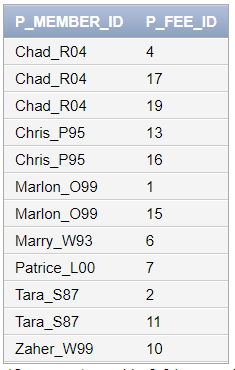 P_MEMBER_ID P_FEE_ID
Chad_R04 4
Chad_R04 17
Chad_R04 19
Chris_P95 13
Chris_P95 16
Marlon_O99 1
Marlon_O99 15
Marry_W93 6
Patrice_L00 7
Tara_S87 2
Tara_S87 11
Zaher_W99 10